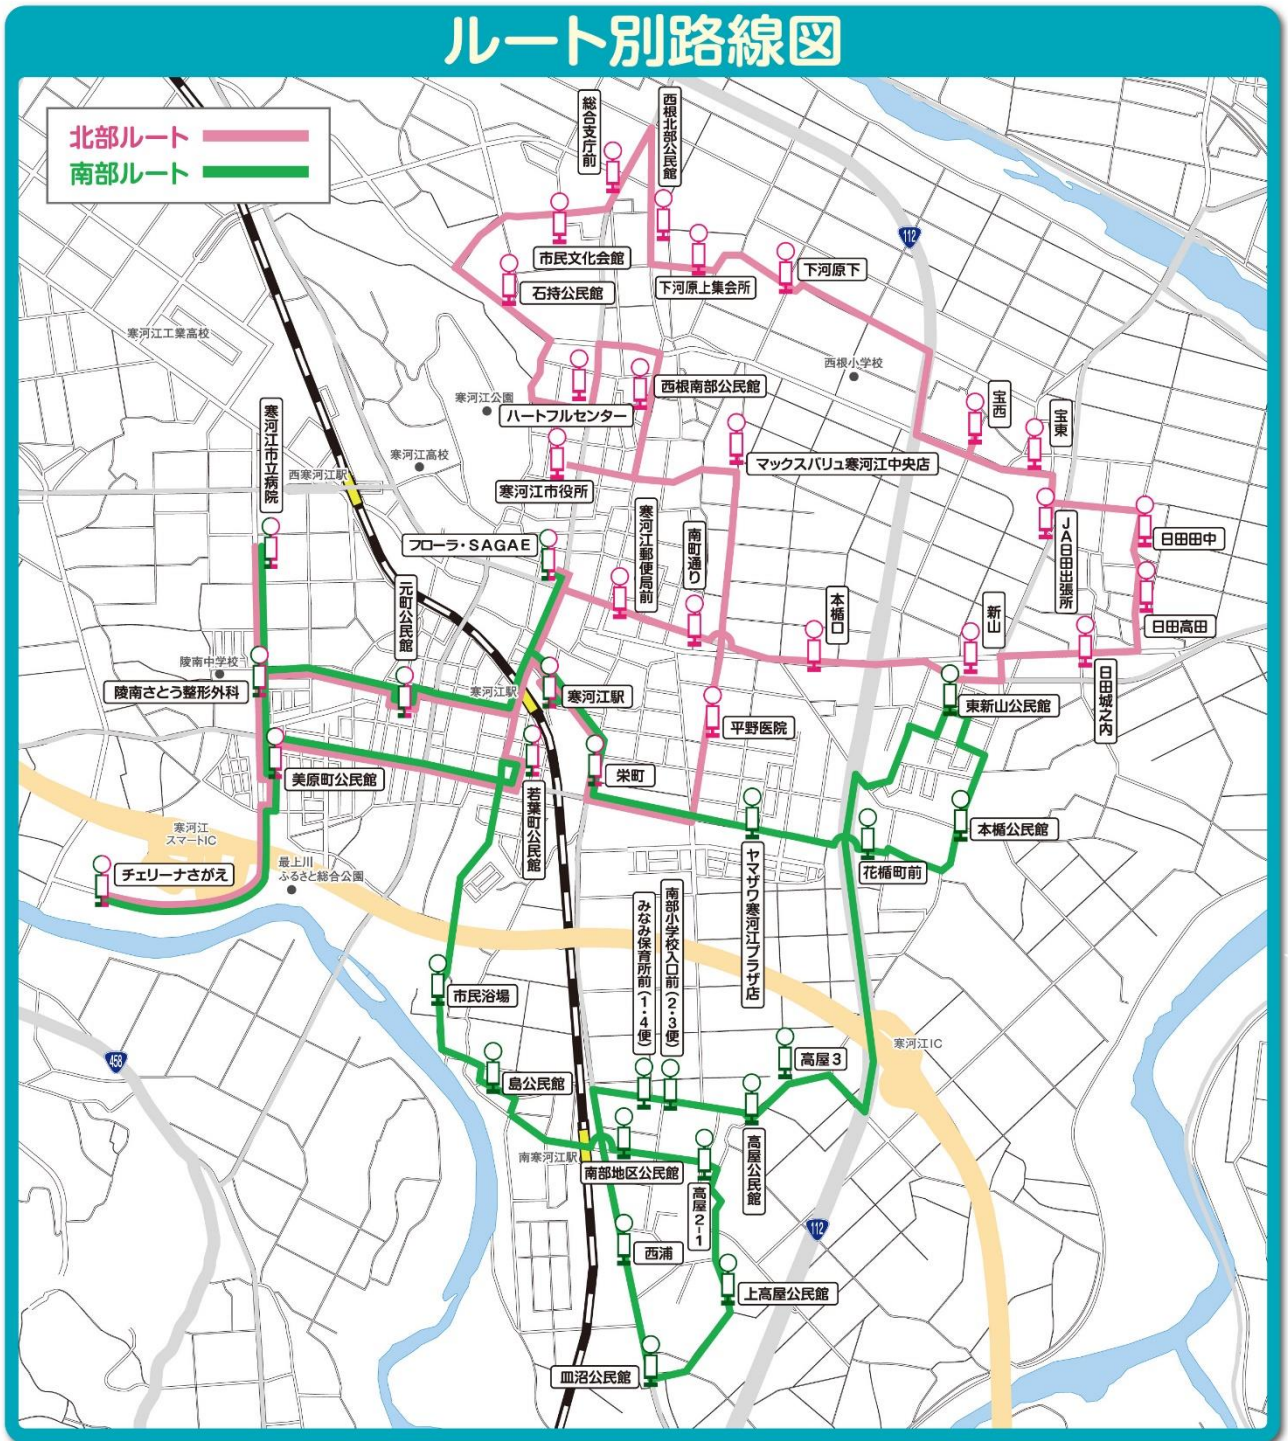 ルート別路線図
北部ルート
南部ルート
総合支庁前
西根北部公民館
112
市民文化会館
石持公民館
下河原上集会所
下河原下
寒河江工業高校
西根小学校
寒河江公園
西根南部公民館
ハートフルセンター
宝西
宝東
寒河江市立病院
寒河江高校
西寒河江駅
マックスバリュ寒河江中央店
寒河江市役所
寒河江郵便局前
南町通り
フローラ・SAGAE
JA日田出張所
日田田中
元町公民館
本楯口
新山
日田高田
陵南中学校
陵南さとう整形外科
寒河江駅
寒河江駅
東新山公民館
日田城之内
平野医院
美原町公民館
栄町
若葉町公民館
寒河江
スマートIC
最上川
ふるさと総合公園
チェリーナさがえ
ヤマザワ寒河江プラザ店
花楯町前
本楯公民館
みなみ保育所前(1・4便)
南部小学校入口前(2・3便)
市民浴場
寒河江IC
高屋3
458
島公民館
高屋公民館
南寒河江駅
南部地区公民館
高屋2-1
112
西浦
上高屋公民館
皿沼公民館